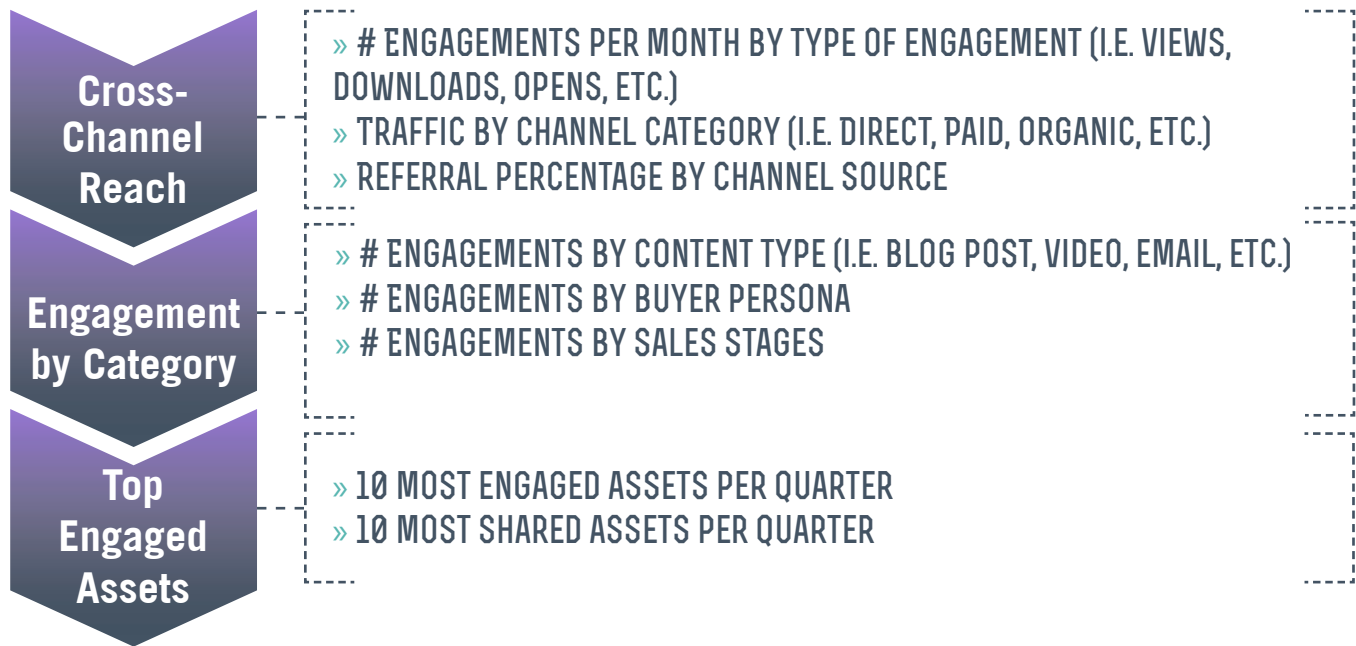 Cross-
Channel
Reach
» # ENGAGEMENTS PER MONTH BY TYPE OF ENGAGEMENT (I.E. VIEWS,
DOWNLOADS, OPENS, ETC.)
» TRAFFIC BY CHANNEL CATEGORY (I.E. DIRECT, PAID, ORGANIC, ETC.)
» REFERRAL PERCENTAGE BY CHANNEL SOURCE
Engagement
by Category
» # ENGAGEMENTS BY CONTENT TYPE (I.E. BLOG POST, VIDEO, EMAIL, ETC.)
» # ENGAGEMENTS BY BUYER PERSONA
» # ENGAGEMENTS BY SALES STAGES
Top
Engaged
Assets
» 10 MOST ENGAGED ASSETS PER QUARTER
» 10 MOST SHARED ASSETS PER QUARTER